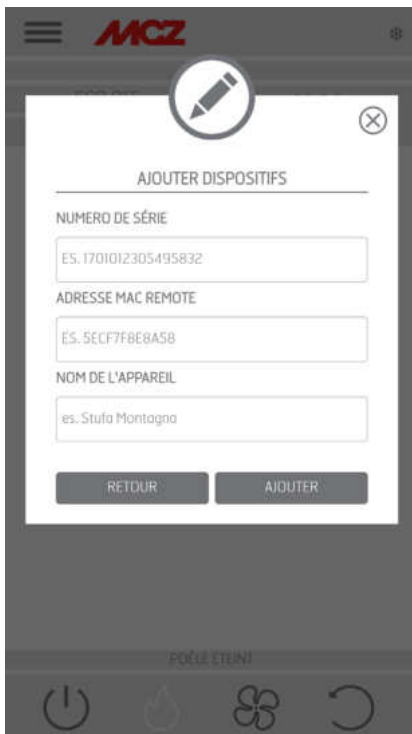 MCZ
AJOUTER DISPOSITIFS
NUMERO DE SÉRIE
ES. 1701012305495832
ADRESSE MAC REMOTE
ES. 5ECF7F8E8A58
NOM DE L'APPAREIL
es. Stufa Montagna
RETOUR AJOUTER
POÊLE ÉTEINT